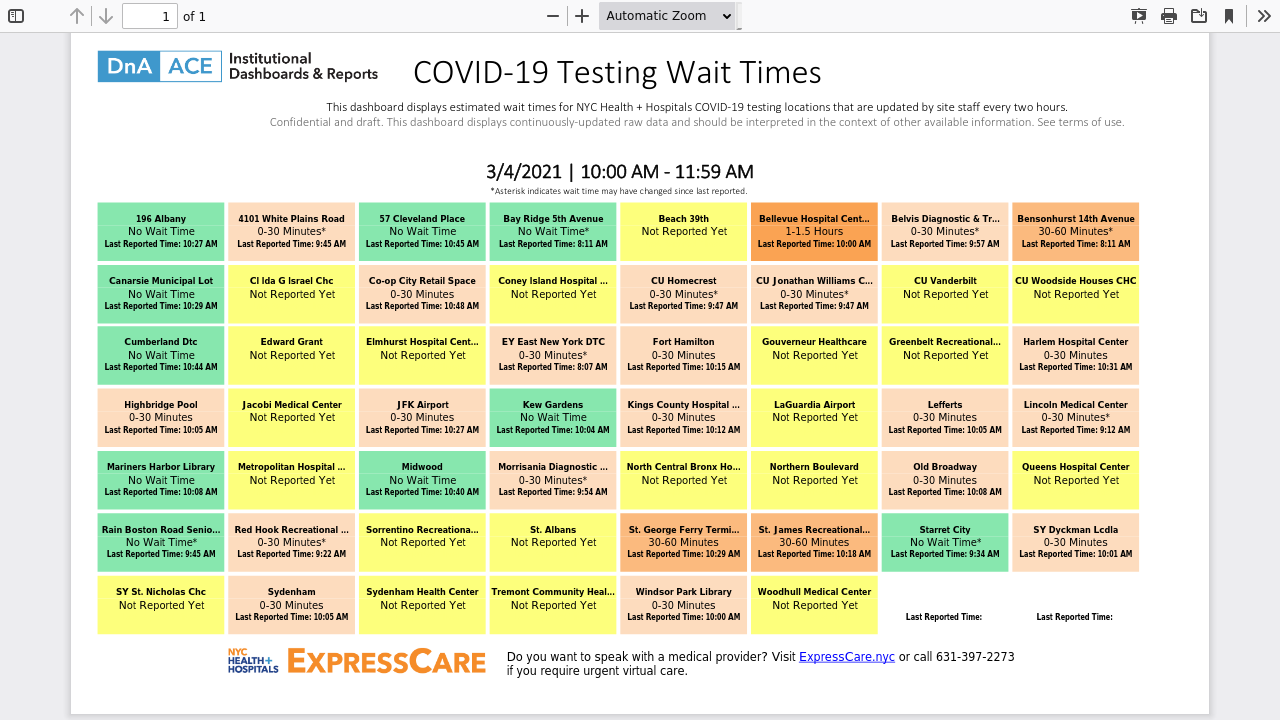 1 of 1
Automatic Zoom
DnA ACE Institutional
Dashboards & Reports
COVID-19 Testing Wait Times
This dashboard displays estimated wait times for NYC Health + Hospitals COVID-19 testing locations that are updated by site staff every two hours.
Confidential and draft. This dashboard displays continuously-updated raw data and should be interpreted in the context of other available information. See terms of use.
3/4/2021 | 10:00 AM - 11:59 AM
*Asterisk indicates wait time may have changed since last reported.
196 Albany
No Wait Time
Last Reported Time: 10:27 AM
4101 White Plains Road
0-30 Minutes*
Last Reported Time: 9:45 AM
57 Cleveland Place
No Wait Time
Last Reported Time: 10:45 AM
Bay Ridge 5th Avenue
No Wait Time*
Last Reported Time: 8:11 AM
Beach 39th
Not Reported Yet
Bellevue Hospital Cent...
1-1.5 Hours
Last Reported Time: 10:00 AM
Belvis Diagnostic & Tr...
0-30 Minutes*
Last Reported Time: 9:57 AM
Bensonhurst 14th Avenue
30-60 Minutes*
Last Reported Time: 8:11 AM
Canarsie Municipal Lot
No Wait Time
Last Reported Time: 10:29 AM
Cl Ida G Israel Chc
Not Reported Yet
Co-op City Retail Space
0-30 Minutes
Last Reported Time: 10:48 AM
Coney Island Hospital ...
Not Reported Yet
CU Homecrest
0-30 Minutes*
Last Reported Time: 9:47 AM
CU Jonathan Williams C...
0-30 Minutes*
Last Reported Time: 9:47 AM
CU Vanderbilt
Not Reported Yet
CU Woodside Houses CHC
Not Reported Yet
Cumberland Dtc
No Wait Time
Last Reported Time: 10:44 AM
Edward Grant
Not Reported Yet
Elmhurst Hospital Cent...
Not Reported Yet
EY East New York DTC
0-30 Minutes*
Last Reported Time: 8:07 AM
Fort Hamilton
0-30 Minutes
Last Reported Time: 10:15 AM
Gouverneur Healthcare
Not Reported Yet
Greenbelt Recreational...
Not Reported Yet
Harlem Hospital Center
0-30 Minutes
Last Reported Time: 10:31 AM
Highbridge Pool
0-30 Minutes
Last Reported Time: 10:05 AM
Jacobi Medical Center
Not Reported Yet
JFK Airport
0-30 Minutes
Last Reported Time: 10:27 AM
Kew Gardens
No Wait Time
Last Reported Time: 10:04 AM
Kings County Hospital ...
0-30 Minutes
Last Reported Time: 10:12 AM
LaGuardia Airport
Not Reported Yet
Lefferts
0-30 Minutes
Last Reported Time: 10:05 AM
Lincoln Medical Center
0-30 Minutes*
Last Reported Time: 9:12 AM
Mariners Harbor Library
No Wait Time
Last Reported Time: 10:08 AM
Metropolitan Hospital ...
Not Reported Yet
Midwood
No Wait Time
Last Reported Time: 10:40 AM
Morrisania Diagnostic ...
0-30 Minutes*
Last Reported Time: 9:54 AM
North Central Bronx Ho...
Not Reported Yet
Northern Boulevard
Not Reported Yet
Old Broadway
0-30 Minutes
Last Reported Time: 10:08 AM
Queens Hospital Center
Not Reported Yet
Rain Boston Road Senio...
No Wait Time*
Last Reported Time: 9:45 AM
Red Hook Recreational ...
0-30 Minutes*
Last Reported Time: 9:22 AM
Sorrentino Recreationa...
Not Reported Yet
St. Albans
Not Reported Yet
St. George Ferry Termi...
30-60 Minutes
Last Reported Time: 10:29 AM
St. James Recreational...
30-60 Minutes
Last Reported Time: 10:18 AM
Starret City
No Wait Time*
Last Reported Time: 9:34 AM
SY Dyckman Lcdla
0-30 Minutes
Last Reported Time: 10:01 AM
SY St. Nicholas Chc
Not Reported Yet
Sydenham
0-30 Minutes
Last Reported Time: 10:05 AM
Sydenham Health Center
Not Reported Yet
Tremont Community Heal...
Not Reported Yet
Windsor Park Library
0-30 Minutes
Last Reported Time: 10:00 AM
Woodhull Medical Center
Not Reported Yet
Last Reported Time:
Last Reported Time:
NYC
HEALTH+
HOSPITALS
EXPRESSCARE
Do you want to speak with a medical provider? Visit ExpressCare.nyc or call 631-397-2273
if you require urgent virtual care.